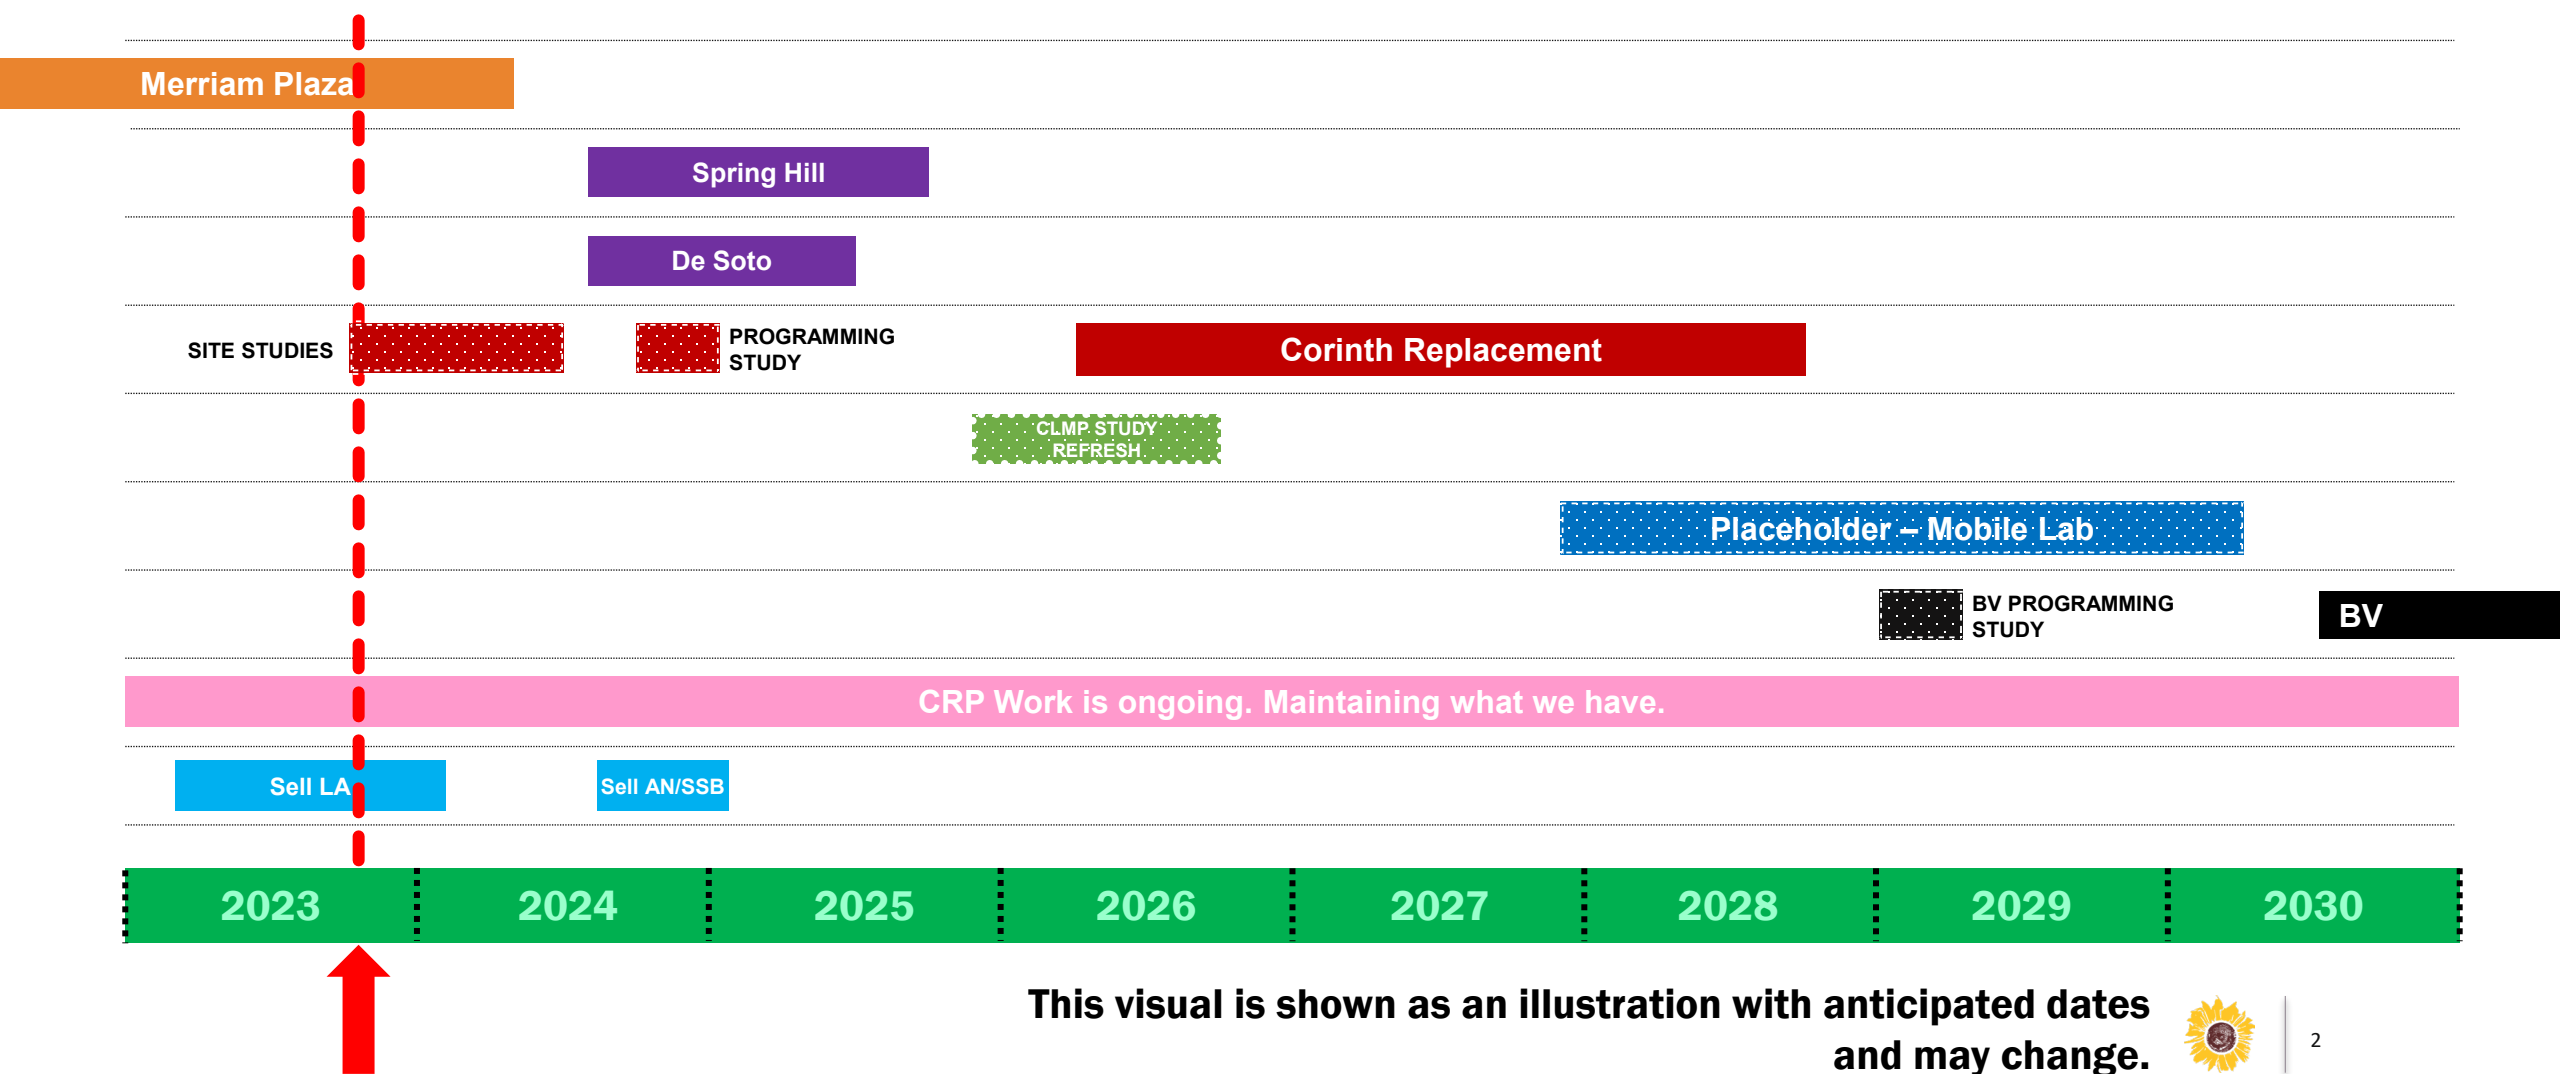 Merriam Plaza
Spring Hill
De Soto
SITE STUDIES
PROGRAMMING
STUDY
Corinth Replacement
CLMP STUDY
REFRESH
Placeholder – Mobile Lab
BV PROGRAMMING
STUDY
BV
CRP Work is ongoing. Maintaining what we have.
Sell LA
Sell AN/SSB
2023
2024
2025
2026
2027
2028
2029
2030
This visual is shown as an illustration with anticipated dates
and may change.
2